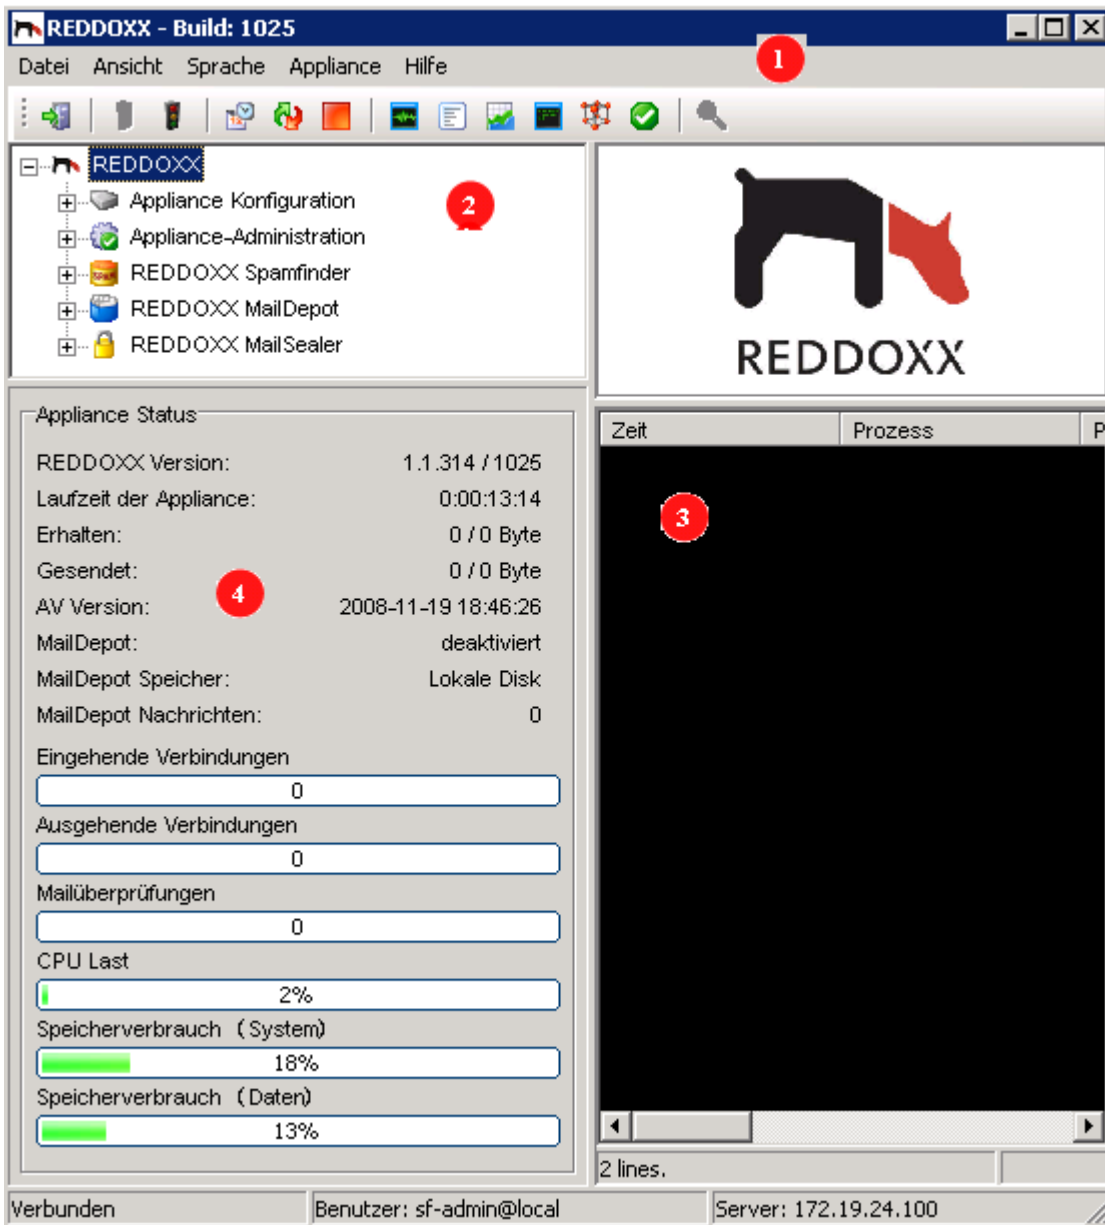 REDDOXX - Build: 1025
Datei Ansicht Sprache Appliance Hilfe
1
REDDOXX
Appliance Konfiguration
2
Appliance-Administration
REDDOXX Spamfinder
REDDOXX MailDepot
REDDOXX MailSealer
REDDOXX
Appliance Status
REDDOXX Version: 1.1.314 / 1025
Laufzeit der Appliance: 0:00:13:14
Erhalten: 0 / 0 Byte
Gesendet: 0 / 0 Byte
4
AV Version: 2008-11-19 18:46:26
MailDepot: deaktiviert
MailDepot Speicher: Lokale Disk
MailDepot Nachrichten: 0
Eingehende Verbindungen
0
Ausgehende Verbindungen
0
Mailüberprüfungen
0
CPU Last
2%
Speicherverbrauch (System)
18%
Speicherverbrauch (Daten)
13%
Zeit Prozess P
3
2 lines.
Verbunden Benutzer: sf-admin@local Server: 172.19.24.100